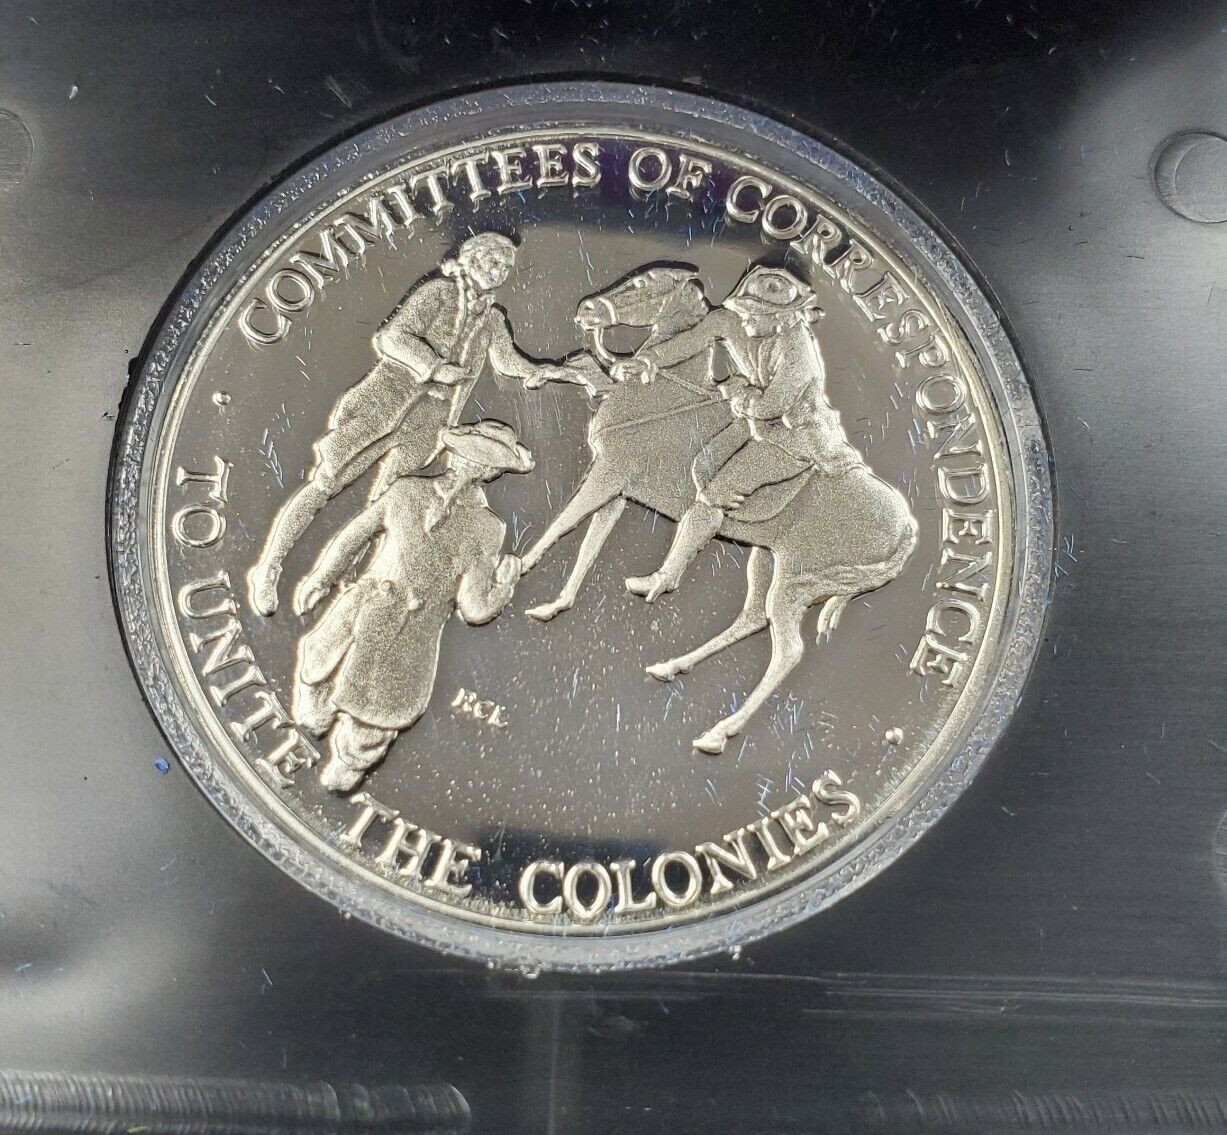 COMMITTEES OF CORRESPONDENCE
TO UNITE THE COLONIES